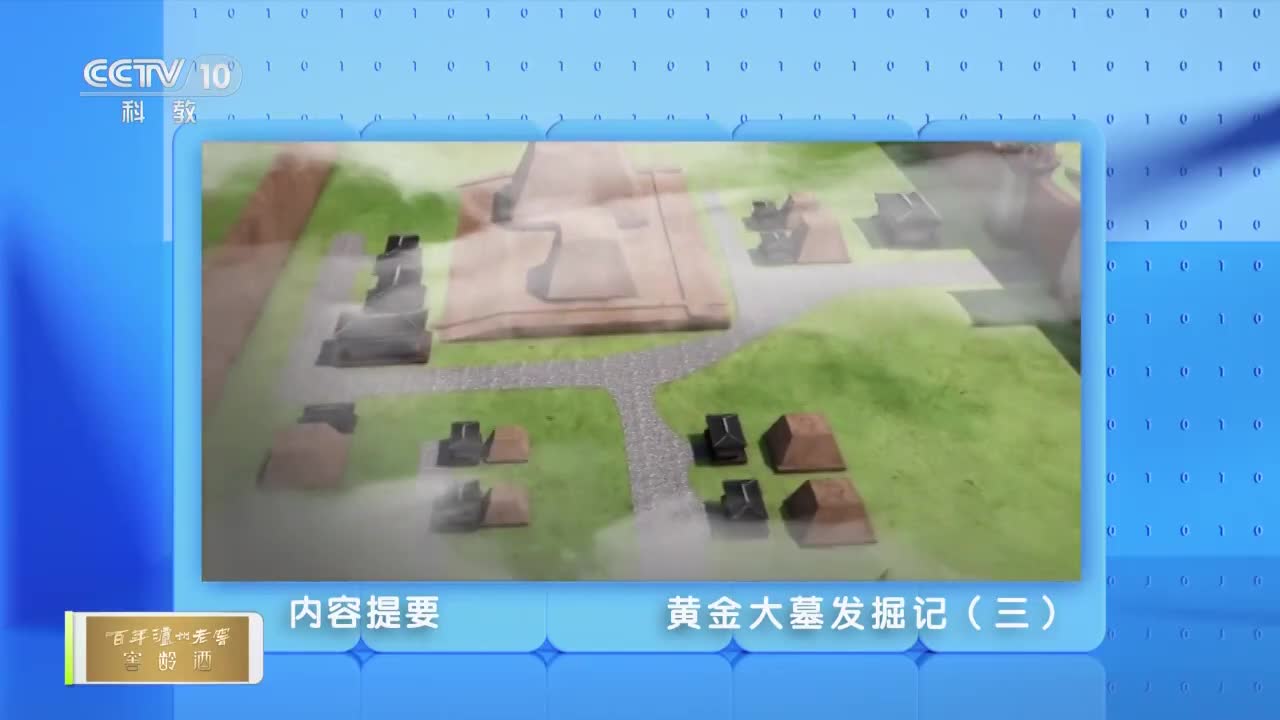 CCTV 10
科教
内容提要
黄金大墓发掘记（三）
百年泸州老窖
窖龄酒